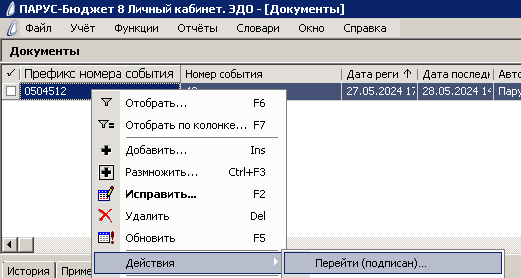 ПАРУС-Бюджет 8 Личный кабинет. ЭДО - [Документы]
Файл Учёт Функции Отчёты Словари Окно Справка
Документы
✓ Префикс номера события Номер события Дата реги Дата последн Авто
0504512 27.05.2024 17 28.05.2024 14 Пару
Отобрать... F6
Отобрать по колонке... F7
Добавить... Ins
Размножить... Ctrl+F3
Исправить... F2
Удалить Del
Обновить F5
Действия Перейти (подписан)...
История Приме